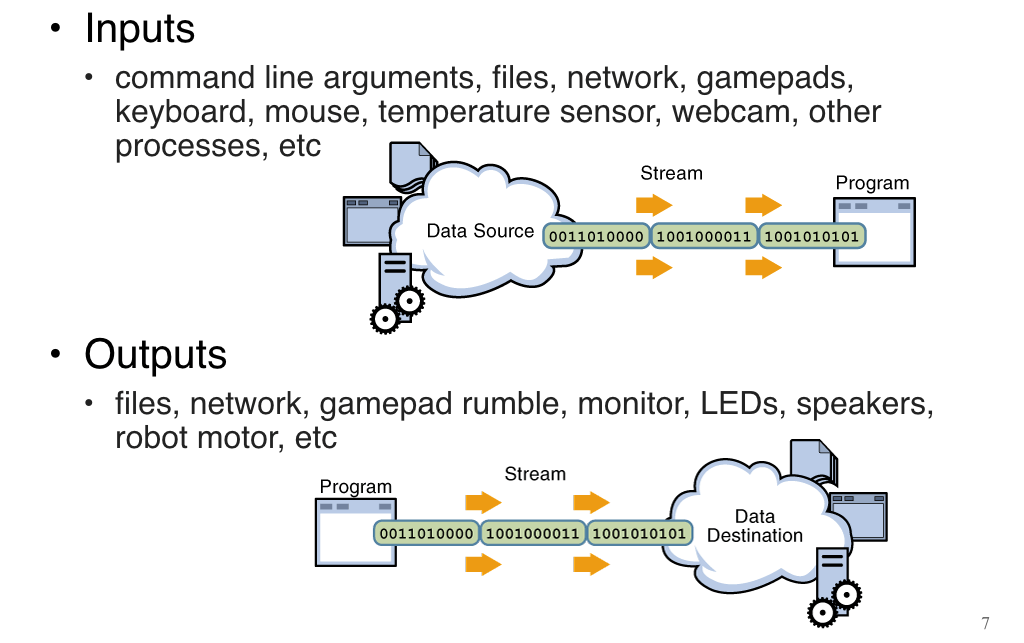 • Inputs
• command line arguments, files, network, gamepads,
keyboard, mouse, temperature sensor, webcam, other
processes, etc
Stream
Program
Data Source
0011010000 1001000011 1001010101
• Outputs
• files, network, gamepad rumble, monitor, LEDs, speakers,
robot motor, etc
Stream
Program
0011010000 1001000011 1001010101
Data
Destination
7